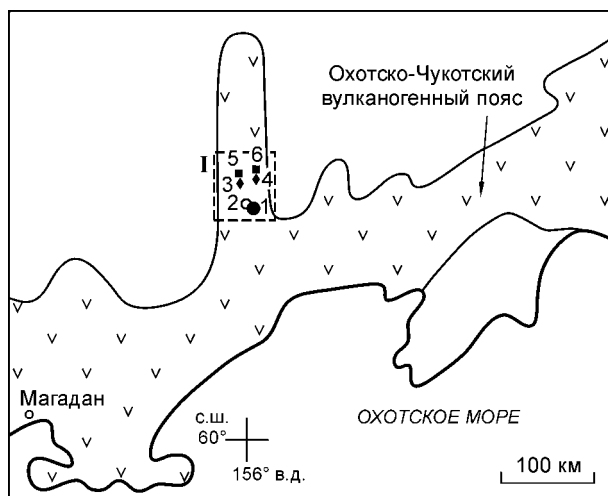 Охотско-Чукотский
вулканогенный пояс
I
5 6
3 4
2 1
Магадан
с.ш.
60°
156° в.д.
ОХОТСКОЕ МОРЕ
100 км